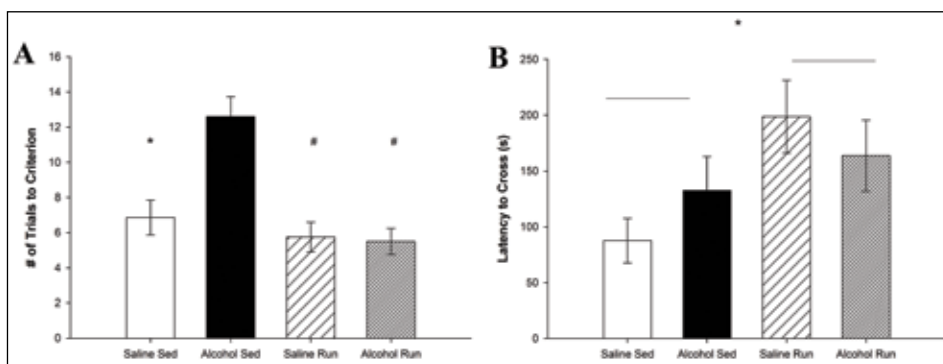 A
# of Trials to Criterion
16
14
12
10
8
6
4
2
0
*
#
#
Saline Sed
Alcohol Sed
Saline Run
Alcohol Run
B
*
Latency to Cross (s)
250
200
150
100
50
0
Saline Sed
Alcohol Sed
Saline Run
Alcohol Run